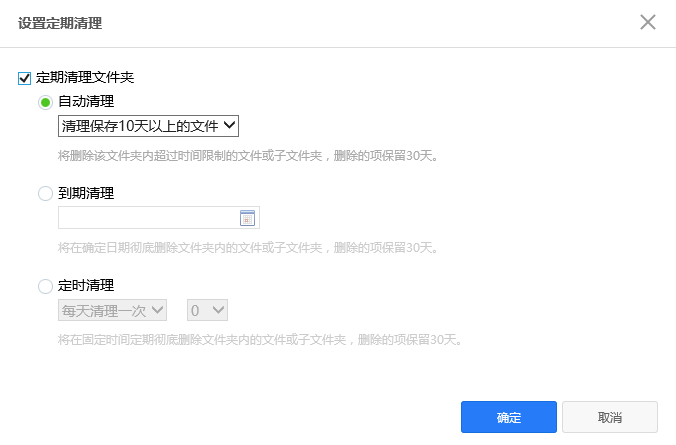 设置定期清理
定期清理文件夹
自动清理
清理保存10天以上的文件
将删除该文件夹内超过时间限制的文件或子文件夹，删除的项保留30天。
到期清理
将在确定日期彻底删除文件夹内的文件或子文件夹，删除的项保留30天。
定时清理
每天清理一次 0
将在固定时间定期彻底删除文件夹内的文件或子文件夹，删除的项保留30天。
确定 取消